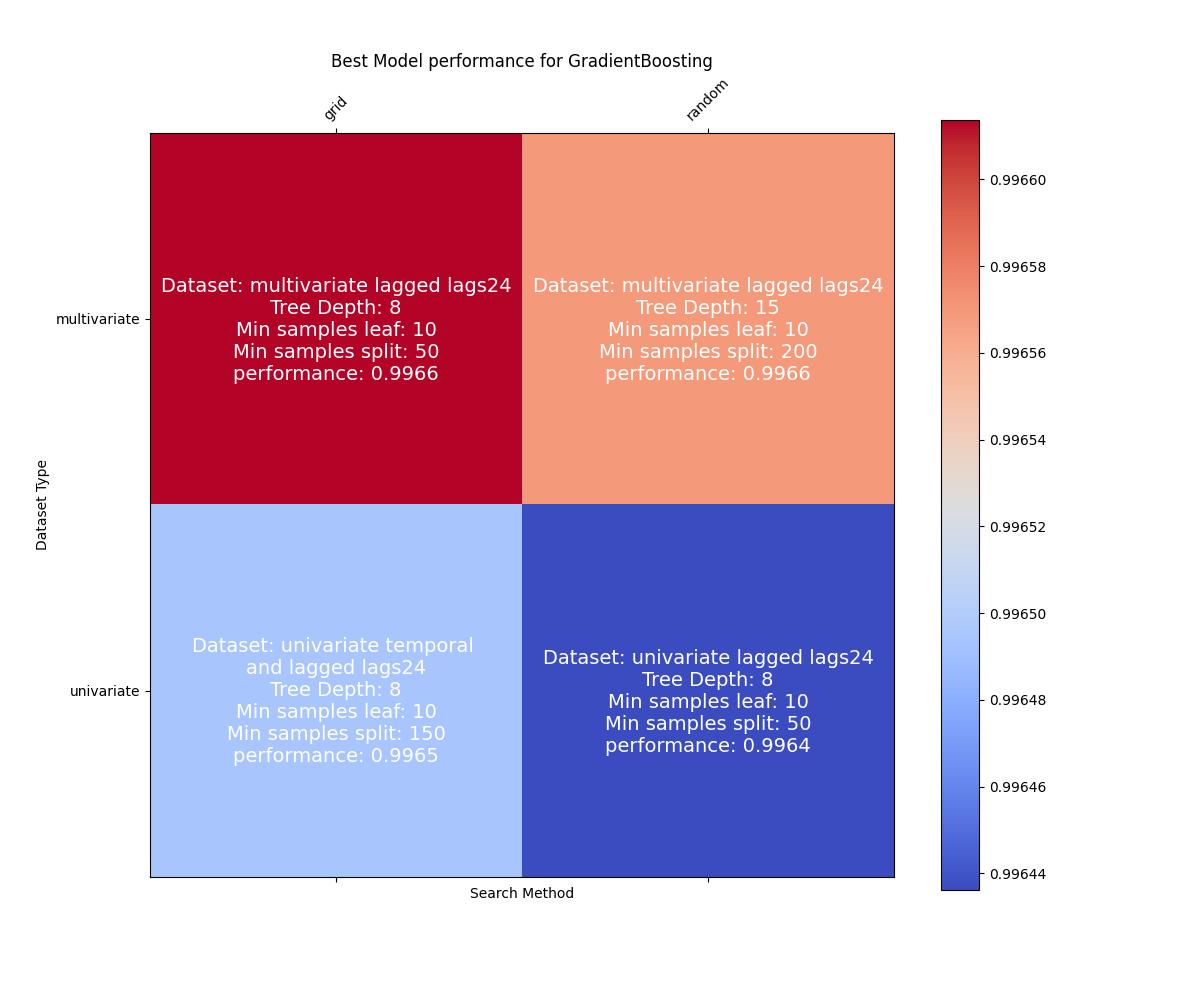 Best Model performance for GradientBoosting
grid
random
Dataset: multivariate lagged lags24
Tree Depth: 8
Min samples leaf: 10
Min samples split: 50
performance: 0.9966
Dataset: multivariate lagged lags24
Tree Depth: 15
Min samples leaf: 10
Min samples split: 200
performance: 0.9966
multivariate
Dataset Type
univariate
Dataset: univariate temporal
and lagged lags24
Tree Depth: 8
Min samples leaf: 10
Min samples split: 150
performance: 0.9965
Dataset: univariate lagged lags24
Tree Depth: 8
Min samples leaf: 10
Min samples split: 50
performance: 0.9964
Search Method
0.99660
0.99658
0.99656
0.99654
0.99652
0.99650
0.99648
0.99646
0.99644